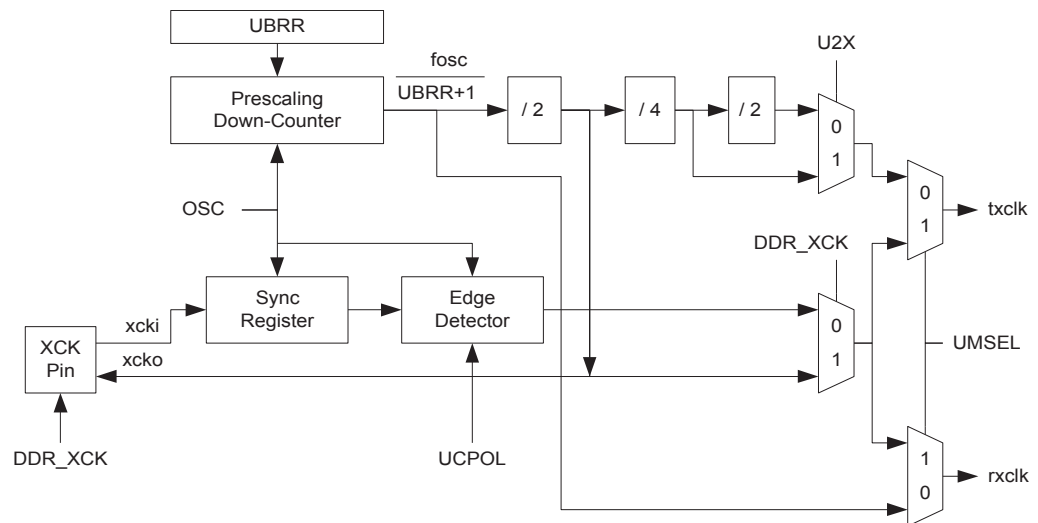 UBRR
Prescaling
Down-Counter
fosc
UBRR+1
/ 2
/ 4
/ 2
U2X
0
1
OSC
0
1
txclk
DDR_XCK
Sync
Register
Edge
Detector
0
1
UMSEL
xcki
xcko
XCK
Pin
DDR_XCK
UCPOL
1
0
rxclk